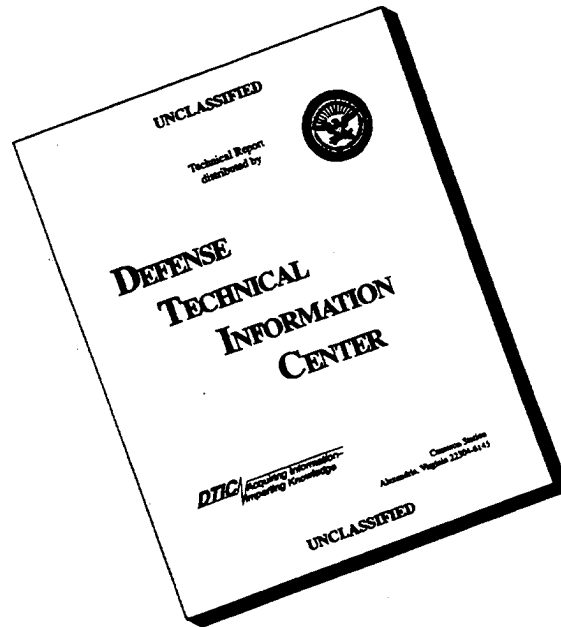 UNCLASSIFIED
Technical Report
distributed by
DEFENSE
TECHNICAL
INFORMATION
CENTER
DTIC
Acquiring Information–
Imparting Knowledge
Cameron Station
Alexandria, Virginia 22304-6145
UNCLASSIFIED